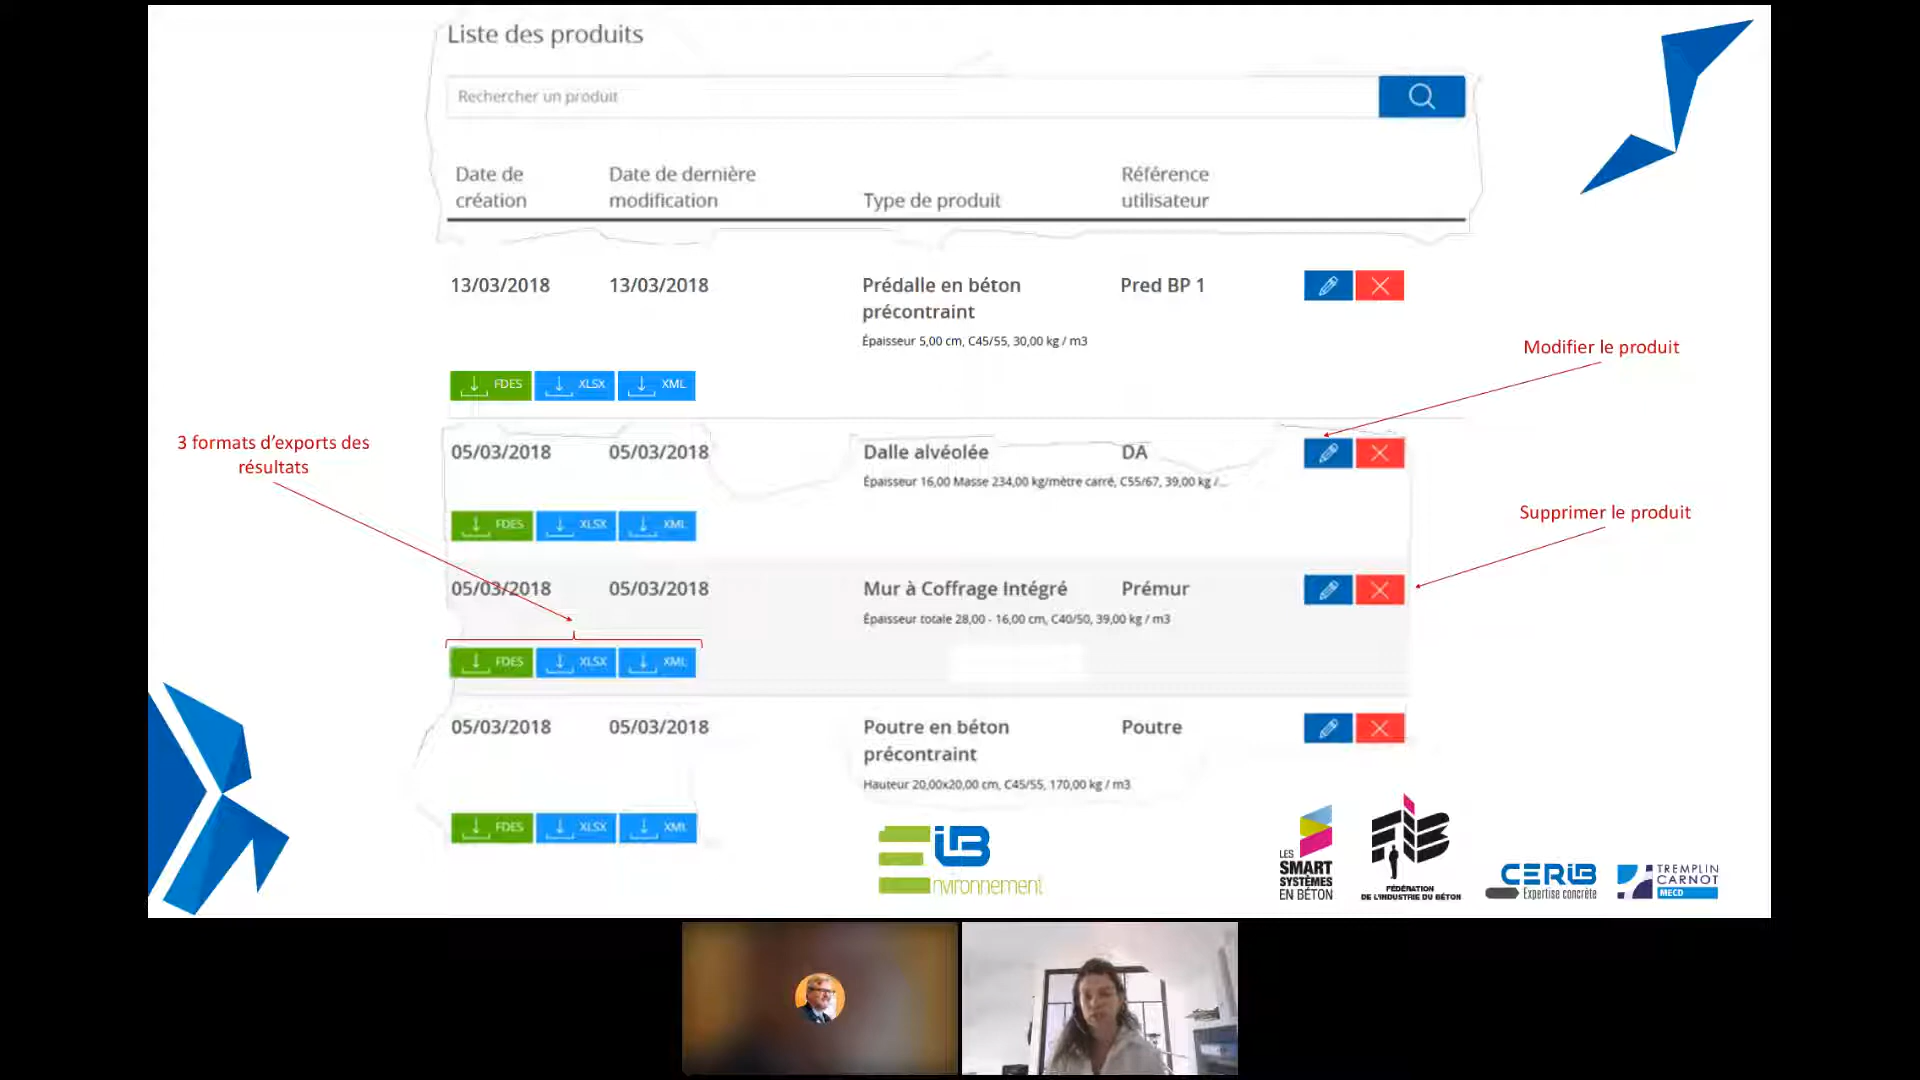 Liste des produits
Rechercher un produit
Date de création
Date de dernière modification
Type de produit
Référence utilisateur
13/03/2018
13/03/2018
Prédalle en béton
précontraint
Épaisseur 5,00 cm, C45/55, 30,00 kg / m3
Pred BP 1
FDES
XLSX
XML
Modifier le produit
3 formats d’exports des
résultats
05/03/2018
05/03/2018
Dalle alvéolée
DA
Épaisseur 16,00 Masse 234,00 kg/mètre carré, C55/67, 39,00 kg /...
FDES
XLSX
XML
Supprimer le produit
05/03/2018
05/03/2018
Mur à Coffrage Intégré
Prémur
Épaisseur totale 28,00 - 16,00 cm, C40/50, 39,00 kg / m3
FDES
XLSX
XML
05/03/2018
05/03/2018
Poutre en béton
précontraint
Poutre
Hauteur 20,00x20,00 cm, C45/55, 170,00 kg / m3
FDES
XLSX
XML
EiB
nvironnement
LES
SMART
SYSTÈMES
EN BÉTON
FIB
FÉDÉRATION
DE L'INDUSTRIE DU BÉTON
CERIB
Expertise concrète
TREMPLIN
CARNOT
MECD